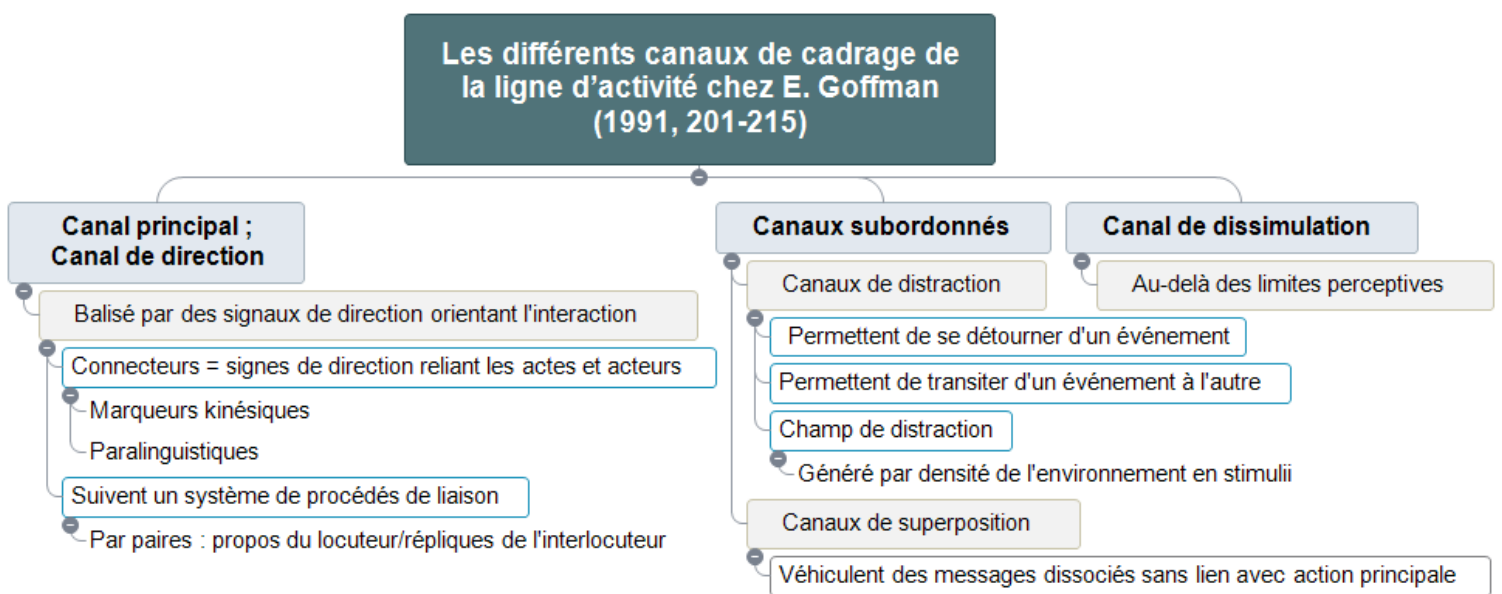 Les différents canaux de cadrage de
la ligne d’activité chez E. Goffman
(1991, 201-215)
Canal principal ;
Canal de direction
Balisé par des signaux de direction orientant l'interaction
Connecteurs = signes de direction reliant les actes et acteurs
Marqueurs kinésiques
Paralinguistiques
Suivent un système de procédés de liaison
Par paires : propos du locuteur/répliques de l'interlocuteur
Canaux subordonnés
Canaux de distraction
Permettent de se détourner d'un événement
Permettent de transiter d'un événement à l'autre
Champ de distraction
Généré par densité de l'environnement en stimulii
Canaux de superposition
Véhiculent des messages dissociés sans lien avec action principale
Canal de dissimulation
Au-delà des limites perceptives